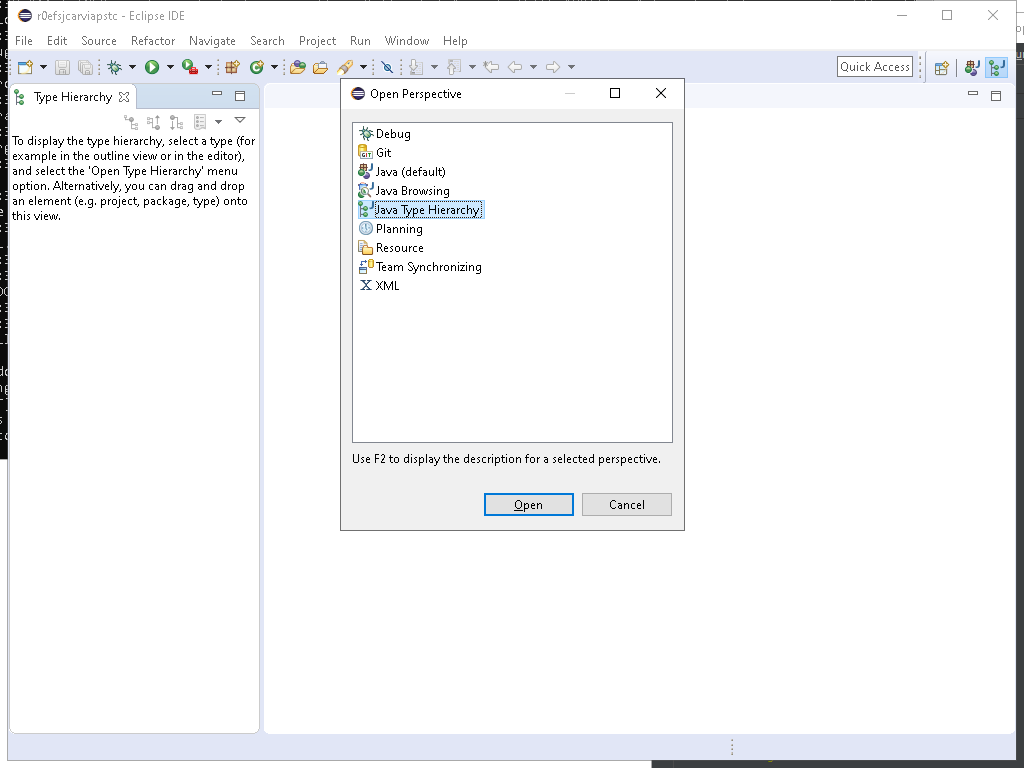 r0efsjcarviapstc - Eclipse IDE
File Edit Source Refactor Navigate Search Project Run Window Help
Quick Access
Type Hierarchy
To display the type hierarchy, select a type (for
example in the outline view or in the editor),
and select the 'Open Type Hierarchy' menu
option. Alternatively, you can drag and drop
an element (e.g. project, package, type) onto
this view.
Open Perspective
Debug
Git
Java (default)
Java Browsing
Java Type Hierarchy
Planning
Resource
Team Synchronizing
XML
Use F2 to display the description for a selected perspective.
Open Cancel